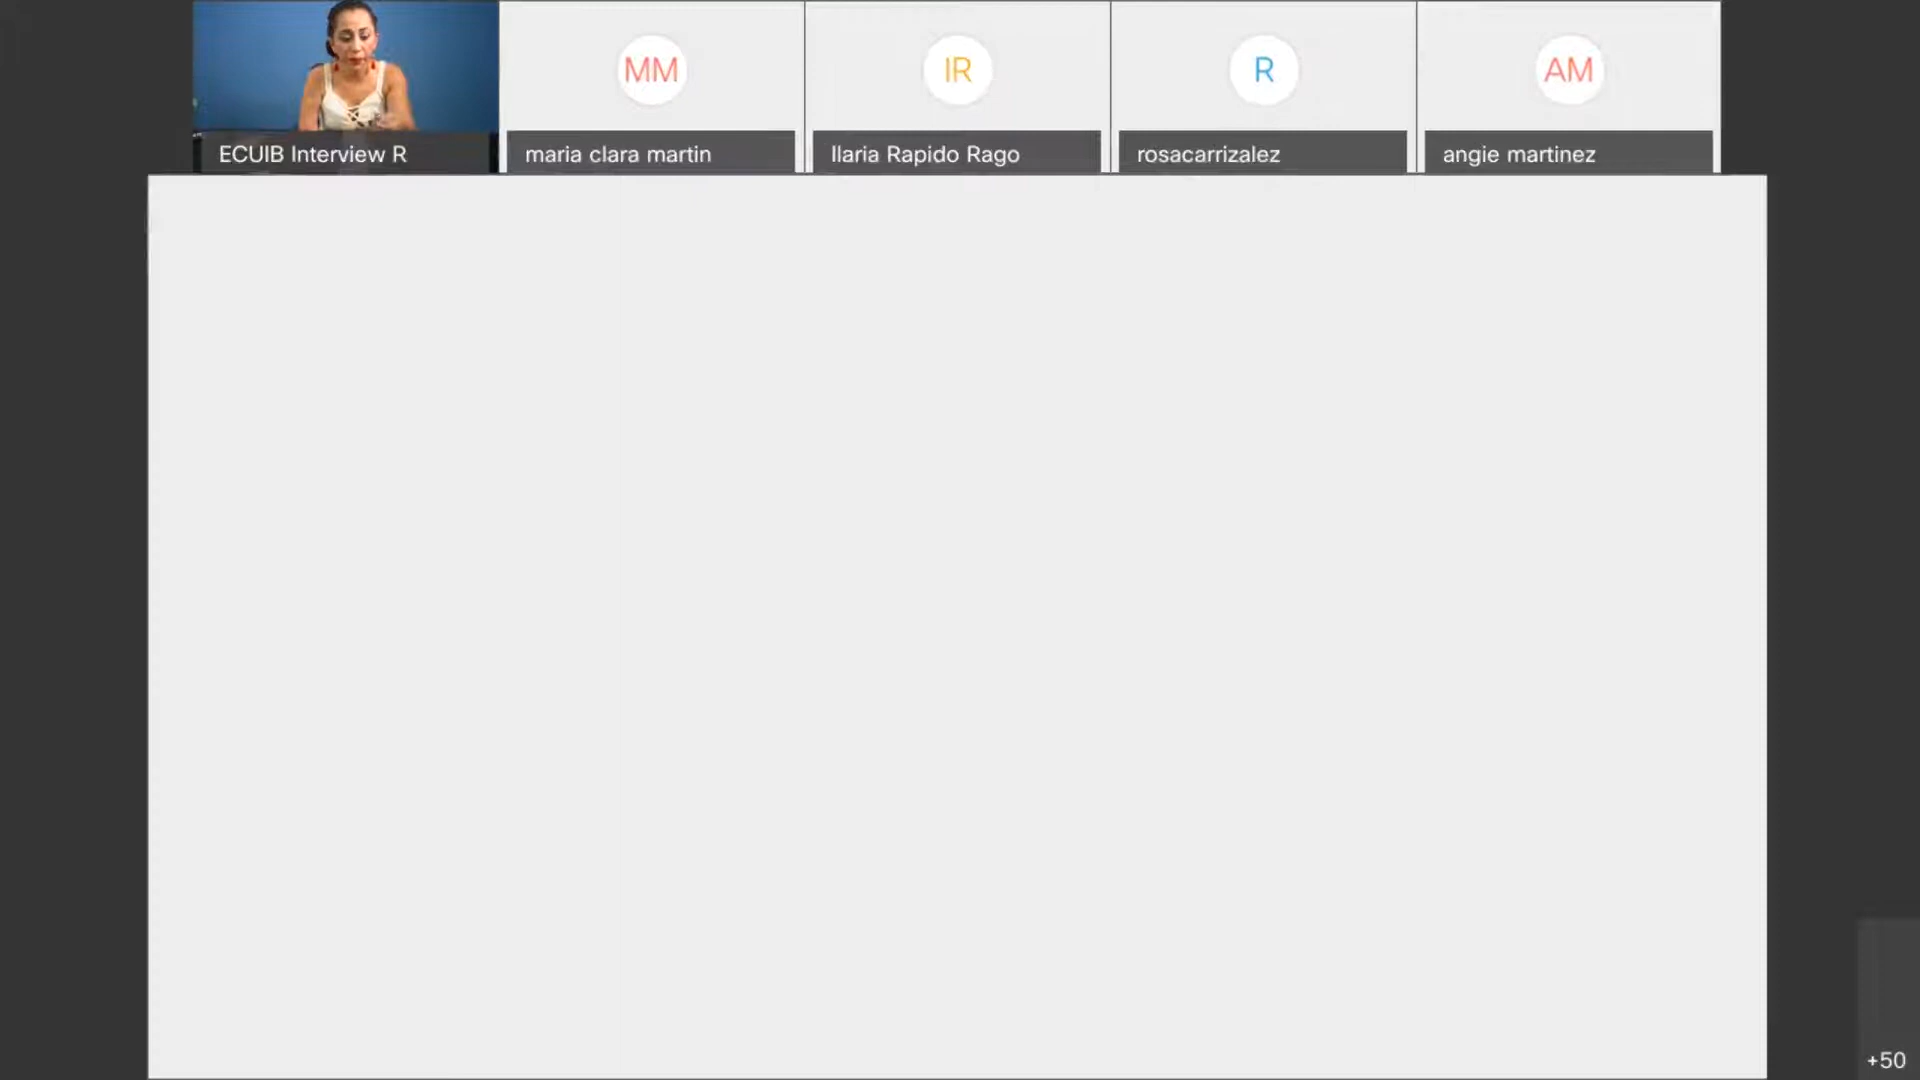 MM
IR
R
AM
ECUIB Interview R
maria clara martin
Ilaria Rapido Rago
rosacarrizalez
angie martinez
+50